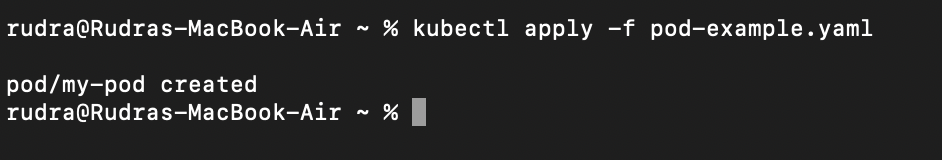 rudra@Rudras-MacBook-Air ~ % kubectl apply -f pod-example.yaml
pod/my-pod created
rudra@Rudras-MacBook-Air ~ %